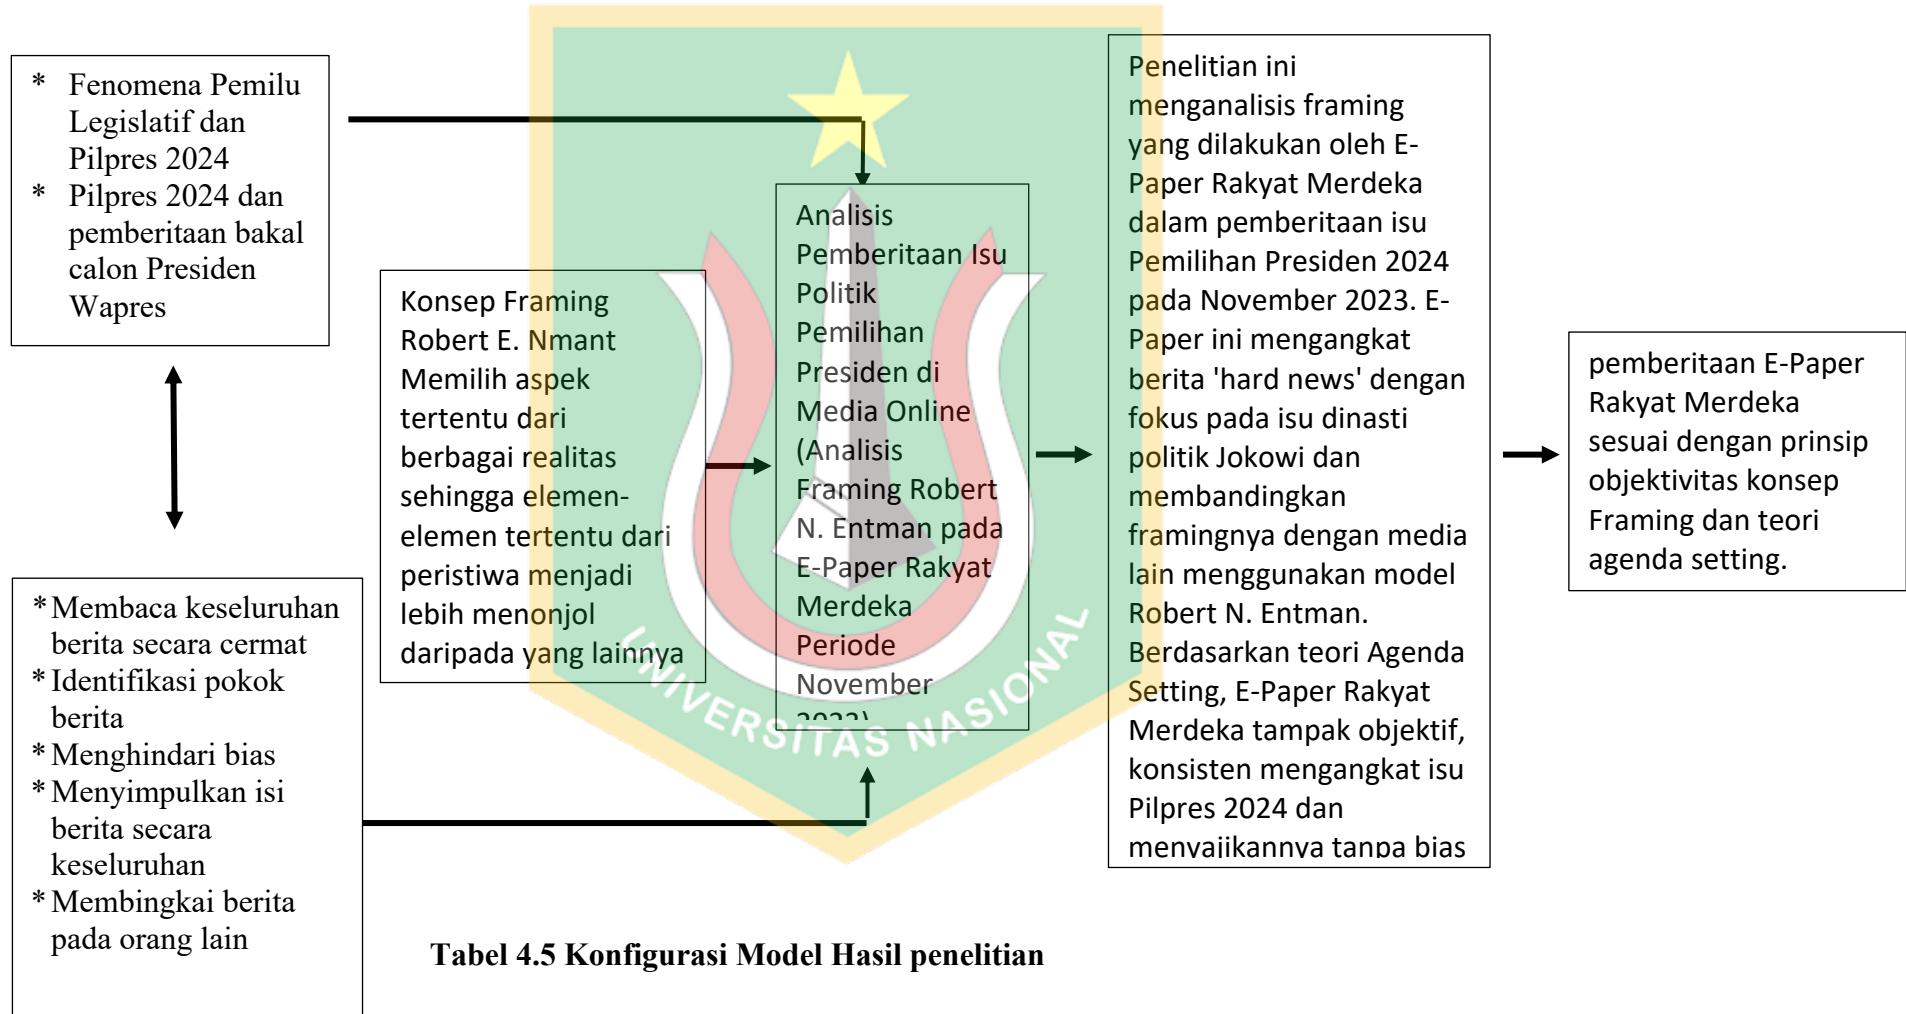 * Fenomena Pemilu
Legislatif dan
Pilpres 2024
* Pilpres 2024 dan
pemberitaan bakal
calon Presiden
Wapres
* Membaca keseluruhan
berita secara cermat
* Identifikasi pokok
berita
* Menghindari bias
* Menyimpulkan isi
berita secara
keseluruhan
* Membingkai berita
pada orang lain
Konsep Framing
Robert E. Nmant
Memilih aspek
tertentu dari
berbagai realitas
sehingga elemen-
elemen tertentu dari
peristiwa menjadi
lebih menonjol
daripada yang lainnya
Analisis
Pemberitaan Isu
Politik
Pemilihan
Presiden di
Media Online
(Analisis
Framing Robert
N. Entman pada
E-Paper Rakyat
Merdeka
Periode
November
2023)
Penelitian ini
menganalisis framing
yang dilakukan oleh E-
Paper Rakyat Merdeka
dalam pemberitaan isu
Pemilihan Presiden 2024
pada November 2023. E-
Paper ini mengangkat
berita 'hard news' dengan
fokus pada isu dinasti
politik Jokowi dan
membandingkan
framingnya dengan media
lain menggunakan model
Robert N. Entman.
Berdasarkan teori Agenda
Setting, E-Paper Rakyat
Merdeka tampak objektif,
konsisten mengangkat isu
Pilpres 2024 dan
menyajikannya tanpa bias
pemberitaan E-Paper
Rakyat Merdeka
sesuai dengan prinsip
objektivitas konsep
Framing dan teori
agenda setting.
UNIVERSITAS NASIONAL
Tabel 4.5 Konfigurasi Model Hasil penelitian